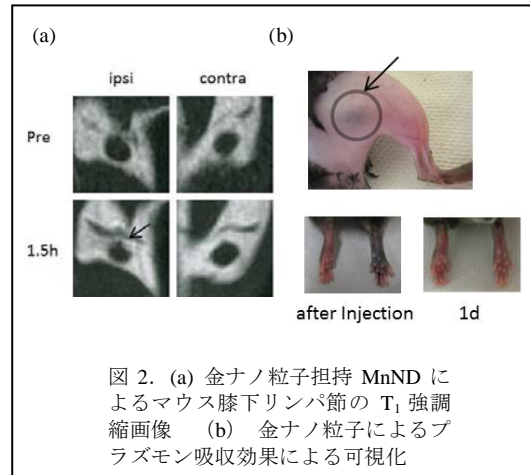 (a)
(b)
ipsi
contra
Pre
1.5h
after Injection
1d
図 2. (a) 金ナノ粒子担持 MnND に
よるマウス膝下リンパ節の T₁ 強調
縮画像 (b) 金ナノ粒子によるプ
ラズモン吸収効果による可視化